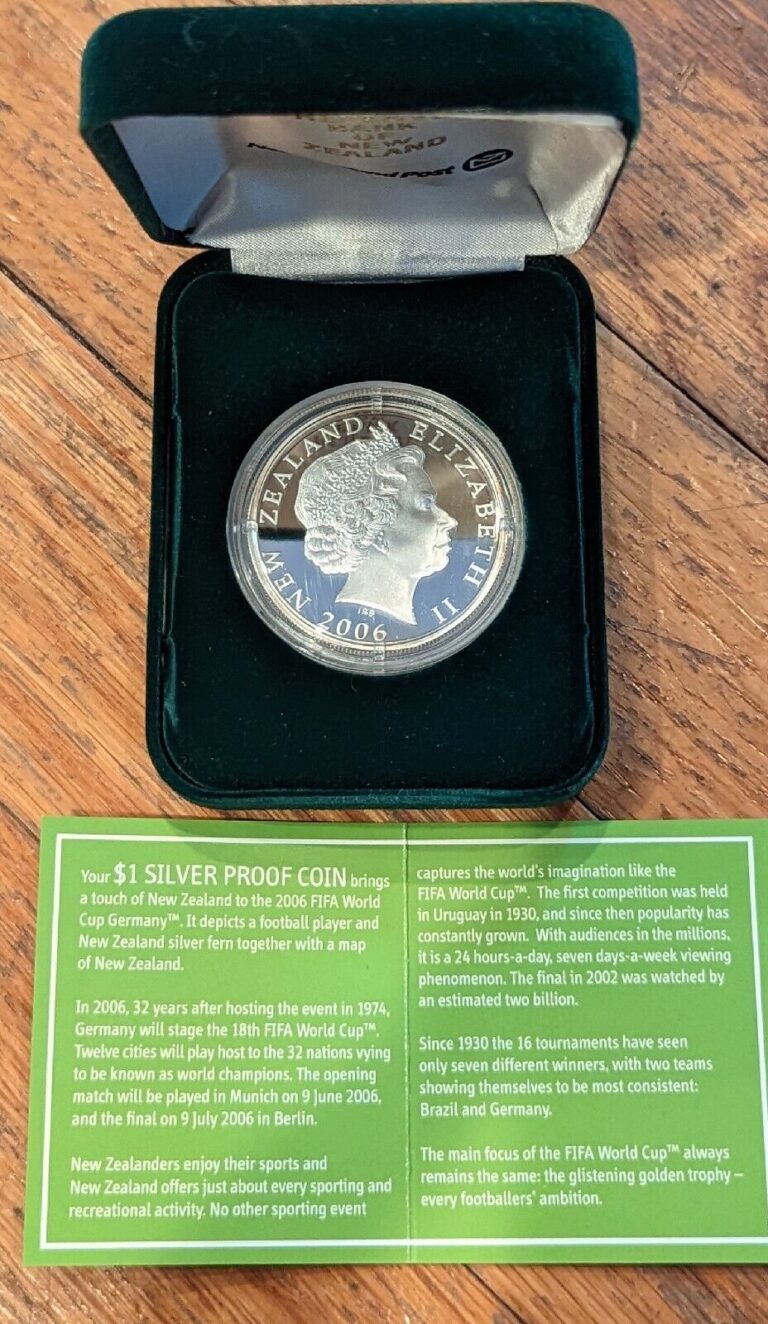 BANK
OF
NEW
ZEALAND
Post
NEW ZEALAND ELIZABETH II
2006
IRB
Your $1 SILVER PROOF COIN brings
a touch of New Zealand to the 2006 FIFA World
Cup Germany™. It depicts a football player and
New Zealand silver fern together with a map
of New Zealand.
In 2006, 32 years after hosting the event in 1974,
Germany will stage the 18th FIFA World Cup™.
Twelve cities will play host to the 32 nations vying
to be known as world champions. The opening
match will be played in Munich on 9 June 2006,
and the final on 9 July 2006 in Berlin.
New Zealanders enjoy their sports and
New Zealand offers just about every sporting and
recreational activity. No other sporting event
captures the world's imagination like the
FIFA World Cup™. The first competition was held
in Uruguay in 1930, and since then popularity has
constantly grown. With audiences in the millions,
it is a 24 hours-a-day, seven days-a-week viewing
phenomenon. The final in 2002 was watched by
an estimated two billion.
Since 1930 the 16 tournaments have seen
only seven different winners, with two teams
showing themselves to be most consistent:
Brazil and Germany.
The main focus of the FIFA World Cup™ always
remains the same: the glistening golden trophy –
every footballers' ambition.